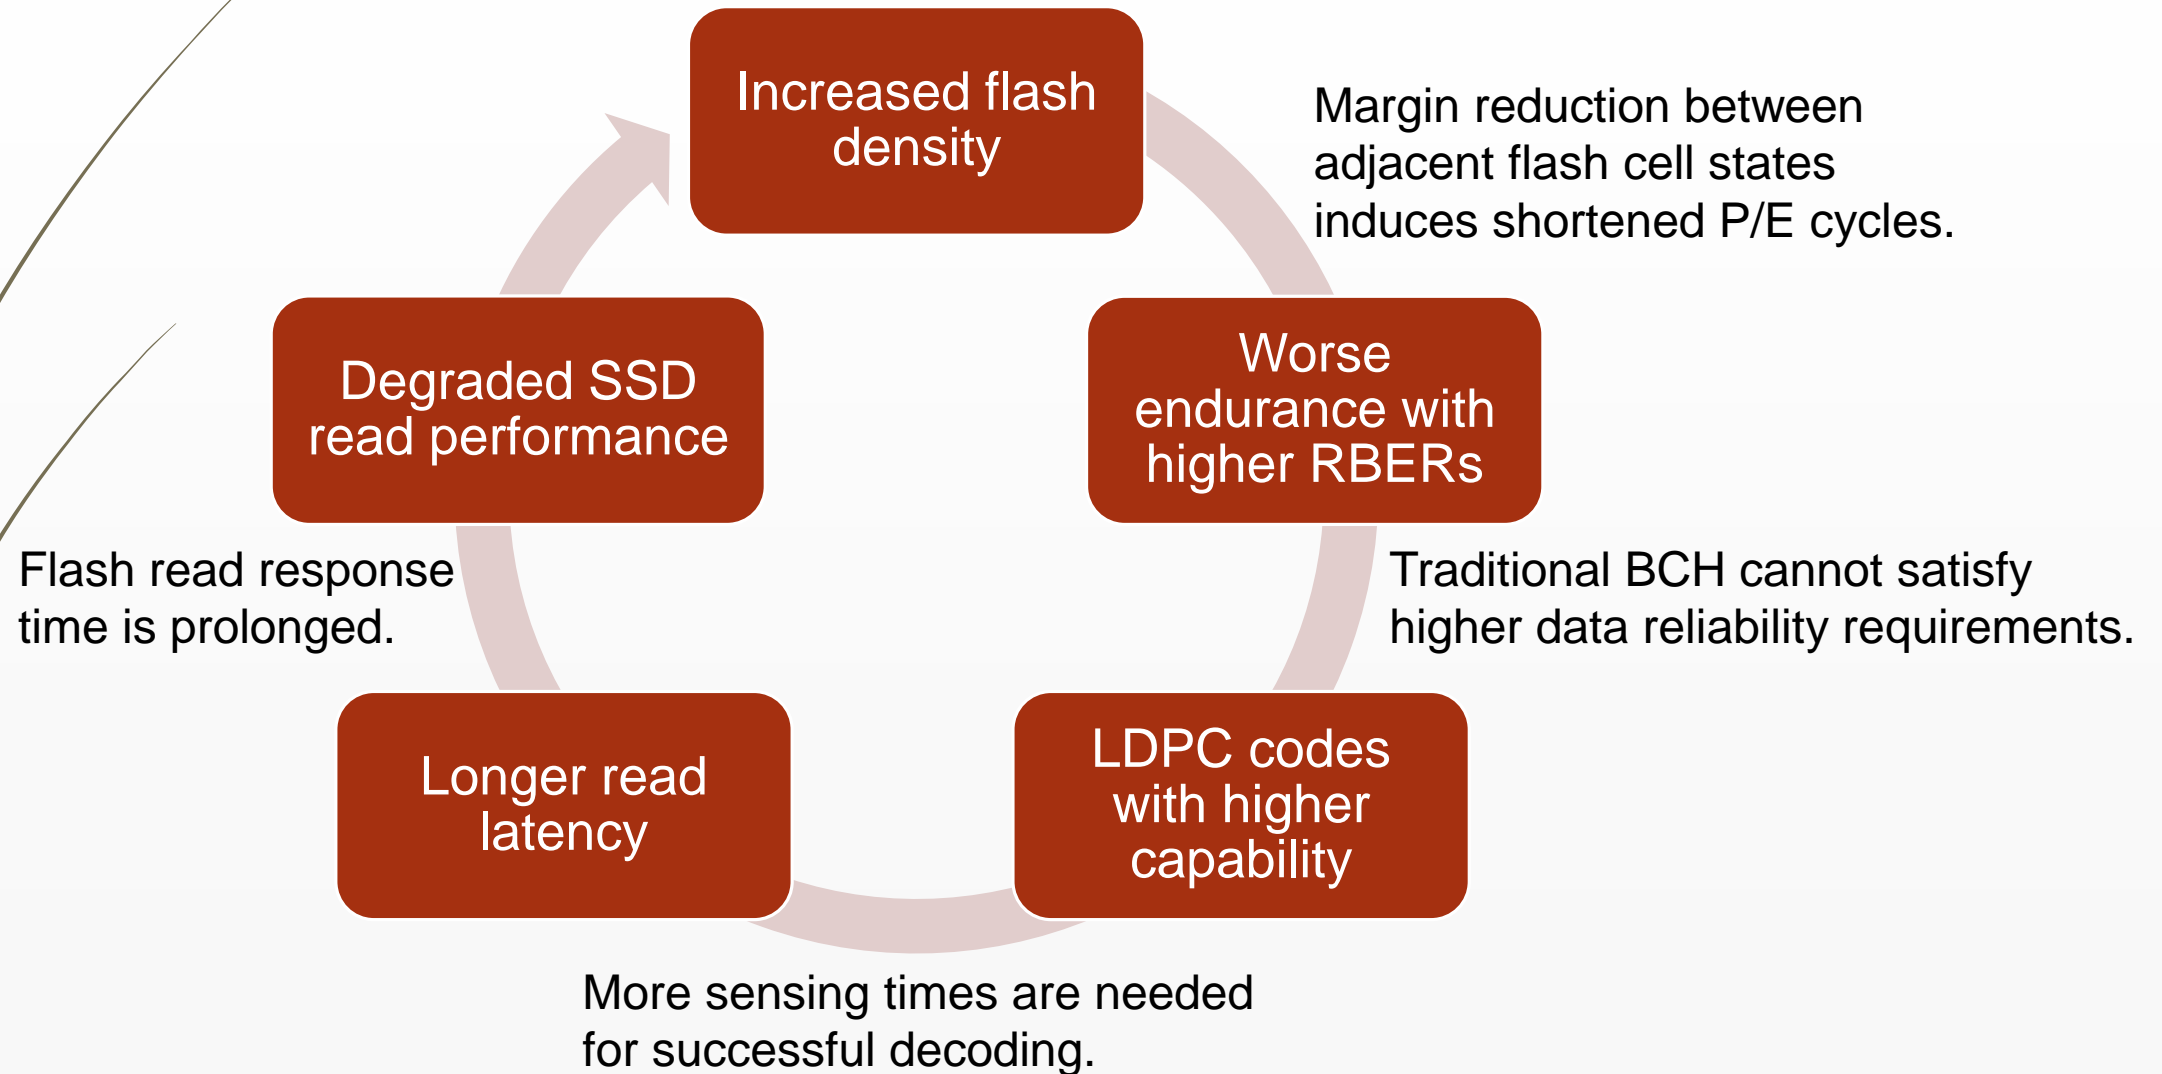 Increased flash
density
Margin reduction between
adjacent flash cell states
induces shortened P/E cycles.
Worse
endurance with
higher RBERs
Traditional BCH cannot satisfy
higher data reliability requirements.
LDPC codes
with higher
capability
More sensing times are needed
for successful decoding.
Longer read
latency
Flash read response
time is prolonged.
Degraded SSD
read performance